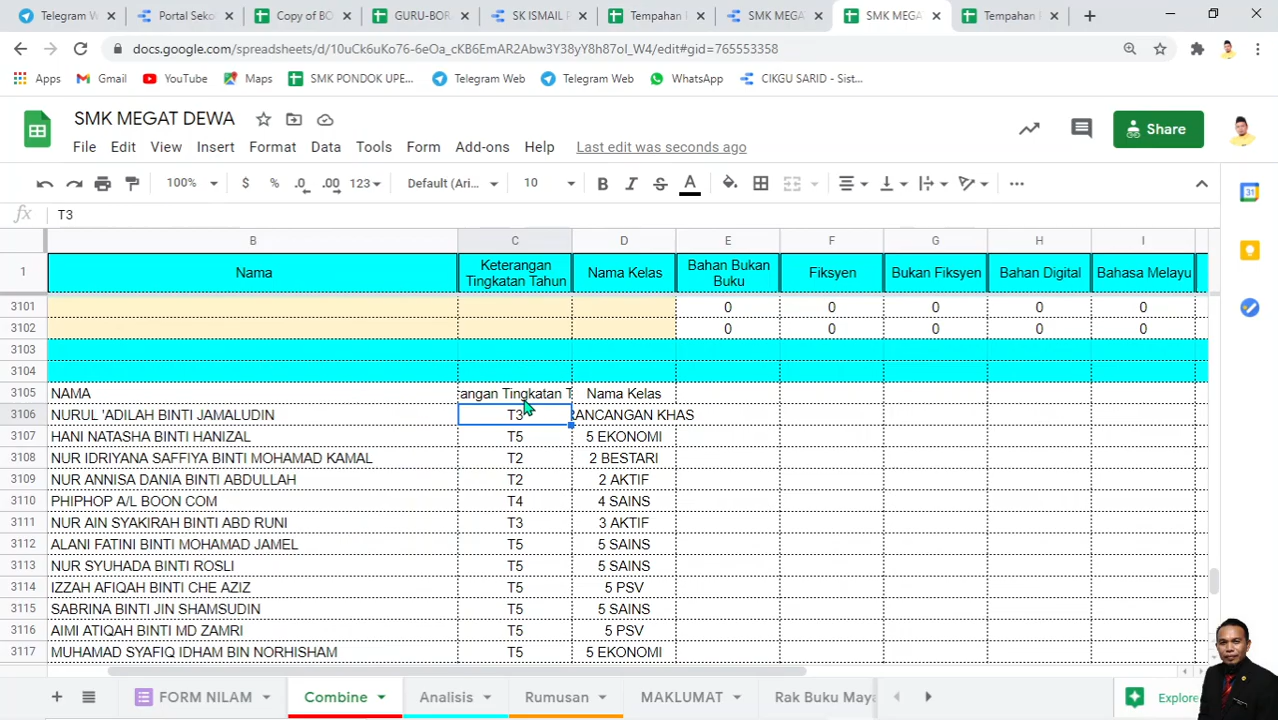 Telegram W
Portal Seko
Copy of BO
GURU-BOR
SK ISMAIL P
Tempahan
SMK MEGA
SMK MEGA
Tempahan
docs.google.com/spreadsheets/d/10uCk6uKo76-6eOa_cKB6EmAR2Abw3Y38yY8h87oI_W4/edit#gid=765553358
Apps
Gmail
YouTube
Maps
SMK PONDOK UPE...
Telegram Web
Telegram Web
WhatsApp
CIKGU SARID - Sist...
SMK MEGAT DEWA
File Edit View Insert Format Data Tools Form Add-ons Help Last edit was seconds ago
Share
100% $ % .0 .00 123 Default (Ari... 10 B I S A
31
fx T3
B C D E F G H I
1 Nama Keterangan Tingkatan Tahun Nama Kelas Bahan Bukan Buku Fiksyen Bukan Fiksyen Bahan Digital Bahasa Melayu
3101 0 0 0 0 0
3102 0 0 0 0 0
3103
3104
3105 NAMA angan Tingkatan T Nama Kelas
3106 NURUL 'ADILAH BINTI JAMALUDIN T3 RANCANGAN KHAS
3107 HANI NATASHA BINTI HANIZAL T5 5 EKONOMI
3108 NUR IDRIYANA SAFFIYA BINTI MOHAMAD KAMAL T2 2 BESTARI
3109 NUR ANNISA DANIA BINTI ABDULLAH T2 2 AKTIF
3110 PHIPHOP A/L BOON COM T4 4 SAINS
3111 NUR AIN SYAKIRAH BINTI ABD RUNI T3 3 AKTIF
3112 ALANI FATINI BINTI MOHAMAD JAMEL T5 5 SAINS
3113 NUR SYUHADA BINTI ROSLI T5 5 SAINS
3114 IZZAH AFIQAH BINTI CHE AZIZ T5 5 PSV
3115 SABRINA BINTI JIN SHAMSUDIN T5 5 SAINS
3116 AIMI ATIQAH BINTI MD ZAMRI T5 5 PSV
3117 MUHAMAD SYAFIQ IDHAM BIN NORHISHAM T5 5 EKONOMI
FORM NILAM Combine Analisis Rumusan MAKLUMAT Rak Buku Maya Explore